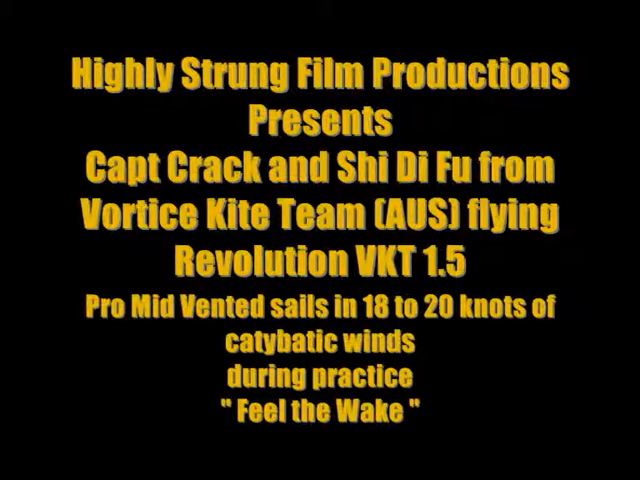 Highly Strung Film Productions
Presents
Capt Crack and Shi Di Fu from
Vortice Kite Team (AUS) flying
Revolution VKT 1.5
Pro Mid Vented sails in 18 to 20 knots of
catybatic winds
during practice
" Feel the Wake "